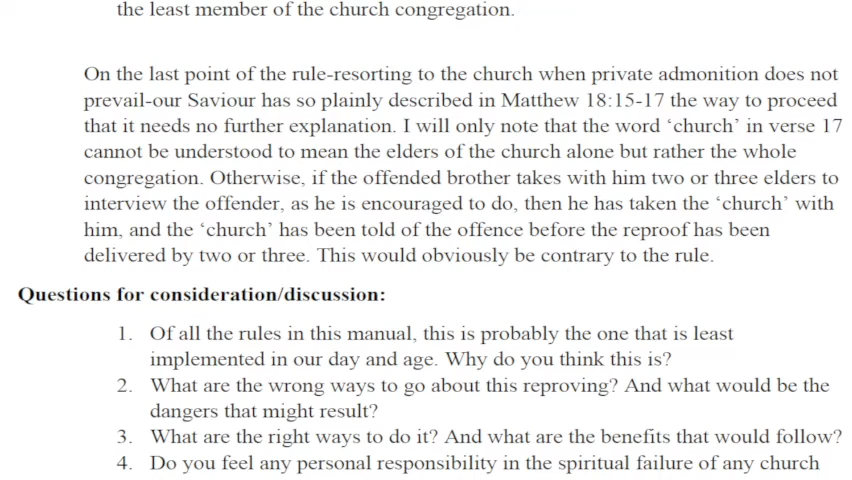 the least member of the church congregation.
On the last point of the rule-resorting to the church when private admonition does not
prevail-our Saviour has so plainly described in Matthew 18:15-17 the way to proceed
that it needs no further explanation. I will only note that the word ‘church’ in verse 17
cannot be understood to mean the elders of the church alone but rather the whole
congregation. Otherwise, if the offended brother takes with him two or three elders to
interview the offender, as he is encouraged to do, then he has taken the ‘church’ with
him, and the ‘church’ has been told of the offence before the reproof has been
delivered by two or three. This would obviously be contrary to the rule.
Questions for consideration/discussion:
1. Of all the rules in this manual, this is probably the one that is least
implemented in our day and age. Why do you think this is?
2. What are the wrong ways to go about this reproving? And what would be the
dangers that might result?
3. What are the right ways to do it? And what are the benefits that would follow?
4. Do you feel any personal responsibility in the spiritual failure of any church